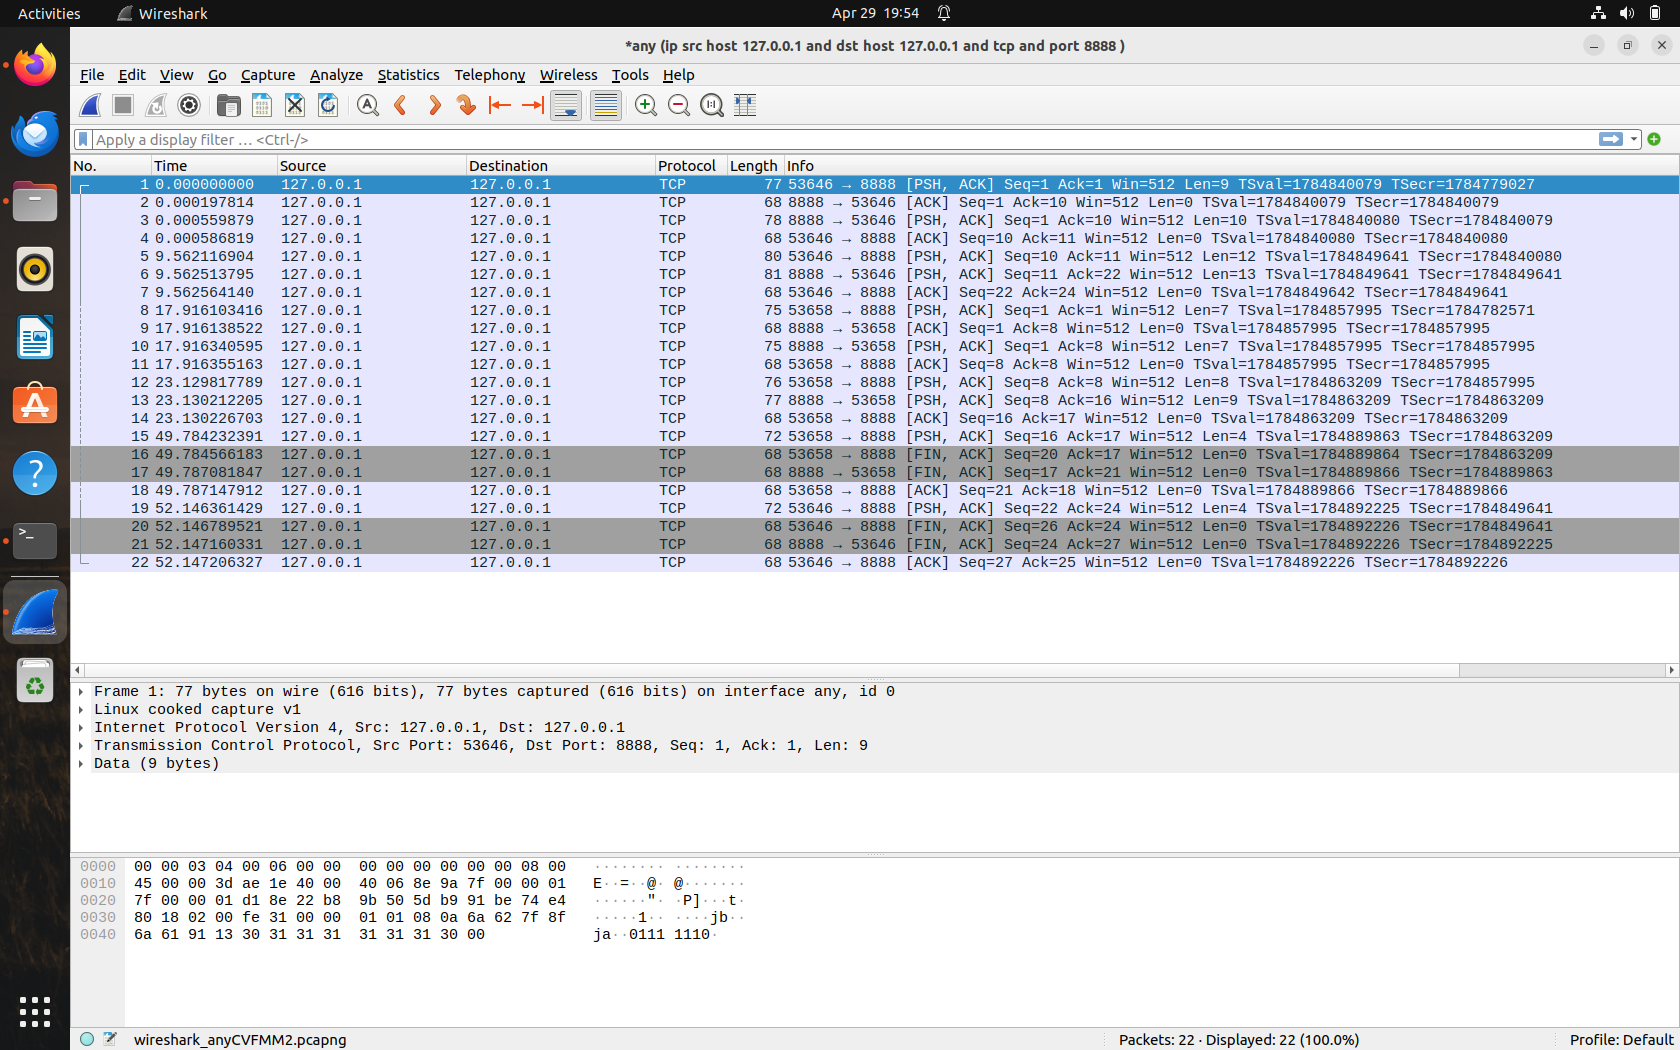 Activities Wireshark Apr 29 19:54
*any (ip src host 127.0.0.1 and dst host 127.0.0.1 and tcp and port 8888 )
File Edit View Go Capture Analyze Statistics Telephony Wireless Tools Help
Apply a display filter … <Ctrl-/>
No. Time Source Destination Protocol Length Info
1 0.000000000 127.0.0.1 127.0.0.1 TCP 77 53646 → 8888 [PSH, ACK] Seq=1 Ack=1 Win=512 Len=9 TSval=1784840079 TSecr=1784779027
2 0.000197814 127.0.0.1 127.0.0.1 TCP 68 8888 → 53646 [ACK] Seq=1 Ack=10 Win=512 Len=0 TSval=1784840079 TSecr=1784840079
3 0.000559879 127.0.0.1 127.0.0.1 TCP 78 8888 → 53646 [PSH, ACK] Seq=1 Ack=10 Win=512 Len=10 TSval=1784840080 TSecr=1784840079
4 0.000586819 127.0.0.1 127.0.0.1 TCP 68 53646 → 8888 [ACK] Seq=10 Ack=11 Win=512 Len=0 TSval=1784840080 TSecr=1784840080
5 9.562116904 127.0.0.1 127.0.0.1 TCP 80 53646 → 8888 [PSH, ACK] Seq=10 Ack=11 Win=512 Len=12 TSval=1784849641 TSecr=1784840080
6 9.562513795 127.0.0.1 127.0.0.1 TCP 81 8888 → 53646 [PSH, ACK] Seq=11 Ack=22 Win=512 Len=13 TSval=1784849641 TSecr=1784849641
7 9.562564140 127.0.0.1 127.0.0.1 TCP 68 53646 → 8888 [ACK] Seq=22 Ack=24 Win=512 Len=0 TSval=1784849642 TSecr=1784849641
8 17.916103416 127.0.0.1 127.0.0.1 TCP 75 53658 → 8888 [PSH, ACK] Seq=1 Ack=1 Win=512 Len=7 TSval=1784857995 TSecr=1784782571
9 17.916138522 127.0.0.1 127.0.0.1 TCP 68 8888 → 53658 [ACK] Seq=1 Ack=8 Win=512 Len=0 TSval=1784857995 TSecr=1784857995
10 17.916340595 127.0.0.1 127.0.0.1 TCP 75 8888 → 53658 [PSH, ACK] Seq=1 Ack=8 Win=512 Len=7 TSval=1784857995 TSecr=1784857995
11 17.916355163 127.0.0.1 127.0.0.1 TCP 68 53658 → 8888 [ACK] Seq=8 Ack=8 Win=512 Len=0 TSval=1784857995 TSecr=1784857995
12 23.129817789 127.0.0.1 127.0.0.1 TCP 76 53658 → 8888 [PSH, ACK] Seq=8 Ack=8 Win=512 Len=8 TSval=1784863209 TSecr=1784857995
13 23.130212205 127.0.0.1 127.0.0.1 TCP 77 8888 → 53658 [PSH, ACK] Seq=8 Ack=16 Win=512 Len=9 TSval=1784863209 TSecr=1784863209
14 23.130226703 127.0.0.1 127.0.0.1 TCP 68 53658 → 8888 [ACK] Seq=16 Ack=17 Win=512 Len=0 TSval=1784863209 TSecr=1784863209
15 49.784232391 127.0.0.1 127.0.0.1 TCP 72 53658 → 8888 [PSH, ACK] Seq=16 Ack=17 Win=512 Len=4 TSval=1784889863 TSecr=1784863209
16 49.784566183 127.0.0.1 127.0.0.1 TCP 68 53658 → 8888 [FIN, ACK] Seq=20 Ack=17 Win=512 Len=0 TSval=1784889864 TSecr=1784863209
17 49.787081847 127.0.0.1 127.0.0.1 TCP 68 8888 → 53658 [FIN, ACK] Seq=17 Ack=21 Win=512 Len=0 TSval=1784889866 TSecr=1784889863
18 49.787147912 127.0.0.1 127.0.0.1 TCP 68 53658 → 8888 [ACK] Seq=21 Ack=18 Win=512 Len=0 TSval=1784889866 TSecr=1784889866
19 52.146361429 127.0.0.1 127.0.0.1 TCP 72 53646 → 8888 [PSH, ACK] Seq=22 Ack=24 Win=512 Len=4 TSval=1784892225 TSecr=1784849641
20 52.146789521 127.0.0.1 127.0.0.1 TCP 68 53646 → 8888 [FIN, ACK] Seq=26 Ack=24 Win=512 Len=0 TSval=1784892226 TSecr=1784849641
21 52.147160331 127.0.0.1 127.0.0.1 TCP 68 8888 → 53646 [FIN, ACK] Seq=24 Ack=27 Win=512 Len=0 TSval=1784892226 TSecr=1784892225
22 52.147206327 127.0.0.1 127.0.0.1 TCP 68 53646 → 8888 [ACK] Seq=27 Ack=25 Win=512 Len=0 TSval=1784892226 TSecr=1784892226
Frame 1: 77 bytes on wire (616 bits), 77 bytes captured (616 bits) on interface any, id 0
Linux cooked capture v1
Internet Protocol Version 4, Src: 127.0.0.1, Dst: 127.0.0.1
Transmission Control Protocol, Src Port: 53646, Dst Port: 8888, Seq: 1, Ack: 1, Len: 9
Data (9 bytes)
0000 00 00 03 04 00 06 00 00 00 00 00 00 00 00 08 00 ········ ········
0010 45 00 00 3d ae 1e 40 00 40 06 8e 9a 7f 00 00 01 E··=··@· @·······
0020 7f 00 00 01 d1 8e 22 b8 9b 50 5d b9 91 be 74 e4 ······"· ·P]···t·
0030 80 18 02 00 fe 31 00 00 01 01 08 0a 6a 62 7f 8f ·····1·· ····jb··
0040 6a 61 91 13 30 31 31 31 31 31 31 30 00 ja··0111 1110·
wireshark_anyCVFMM2.pcapng Packets: 22 · Displayed: 22 (100.0%) Profile: Default